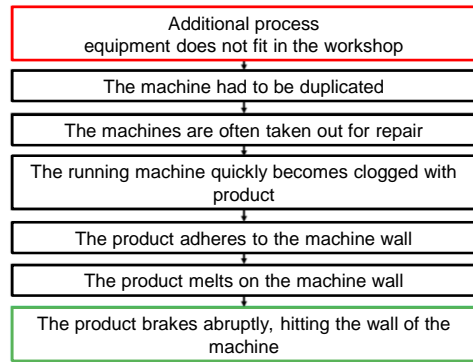 Additional process
equipment does not fit in the workshop
The machine had to be duplicated
The machines are often taken out for repair
The running machine quickly becomes clogged with
product
The product adheres to the machine wall
The product melts on the machine wall
The product brakes abruptly, hitting the wall of the
machine